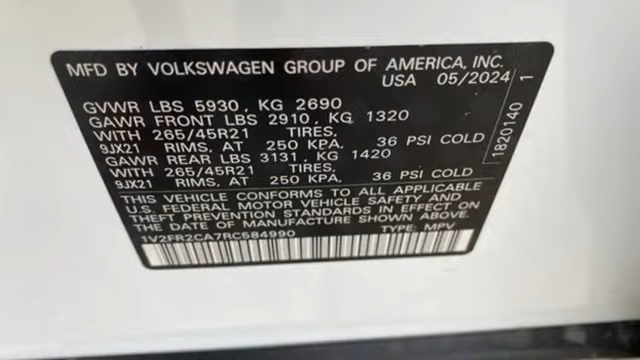 MFD BY VOLKSWAGEN GROUP OF AMERICA, INC.
USA 05/2024
GVWR LBS 5930 , KG 2690
GAWR FRONT LBS 2910 , KG 1320
WITH 265/45R21 TIRES,
9JX21 RIMS, AT 250 KPA, 36 PSI COLD
GAWR REAR LBS 3131 , KG 1420
WITH 265/45R21 TIRES,
9JX21 RIMS, AT 250 KPA, 36 PSI COLD
THIS VEHICLE CONFORMS TO ALL APPLICABLE
U.S. FEDERAL MOTOR VEHICLE SAFETY AND
THEFT PREVENTION STANDARDS SHOWN ABOVE.
THE DATE OF MANUFACTURE
1V2FR2CA7RC584990 TYPE: MPV
1820140 1